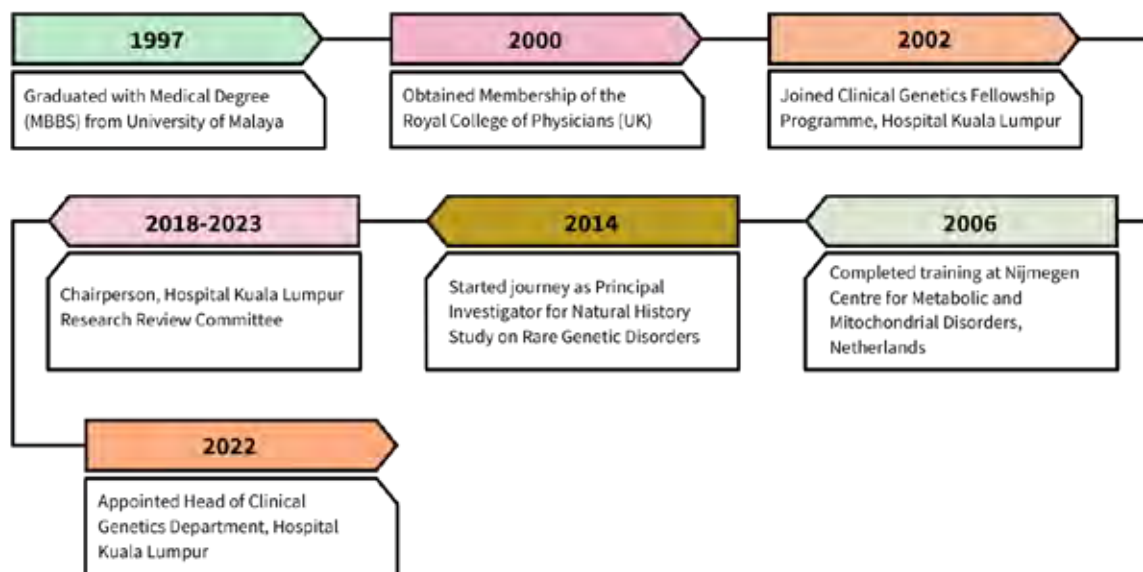 1997
Graduated with Medical Degree
(MBBS) from University of Malaya
2000
Obtained Membership of the
Royal College of Physicians (UK)
2002
Joined Clinical Genetics Fellowship
Programme, Hospital Kuala Lumpur
2006
Completed training at Nijmegen
Centre for Metabolic and
Mitochondrial Disorders,
Netherlands
2014
Started journey as Principal
Investigator for Natural History
Study on Rare Genetic Disorders
2018-2023
Chairperson, Hospital Kuala Lumpur
Research Review Committee
2022
Appointed Head of Clinical
Genetics Department, Hospital
Kuala Lumpur